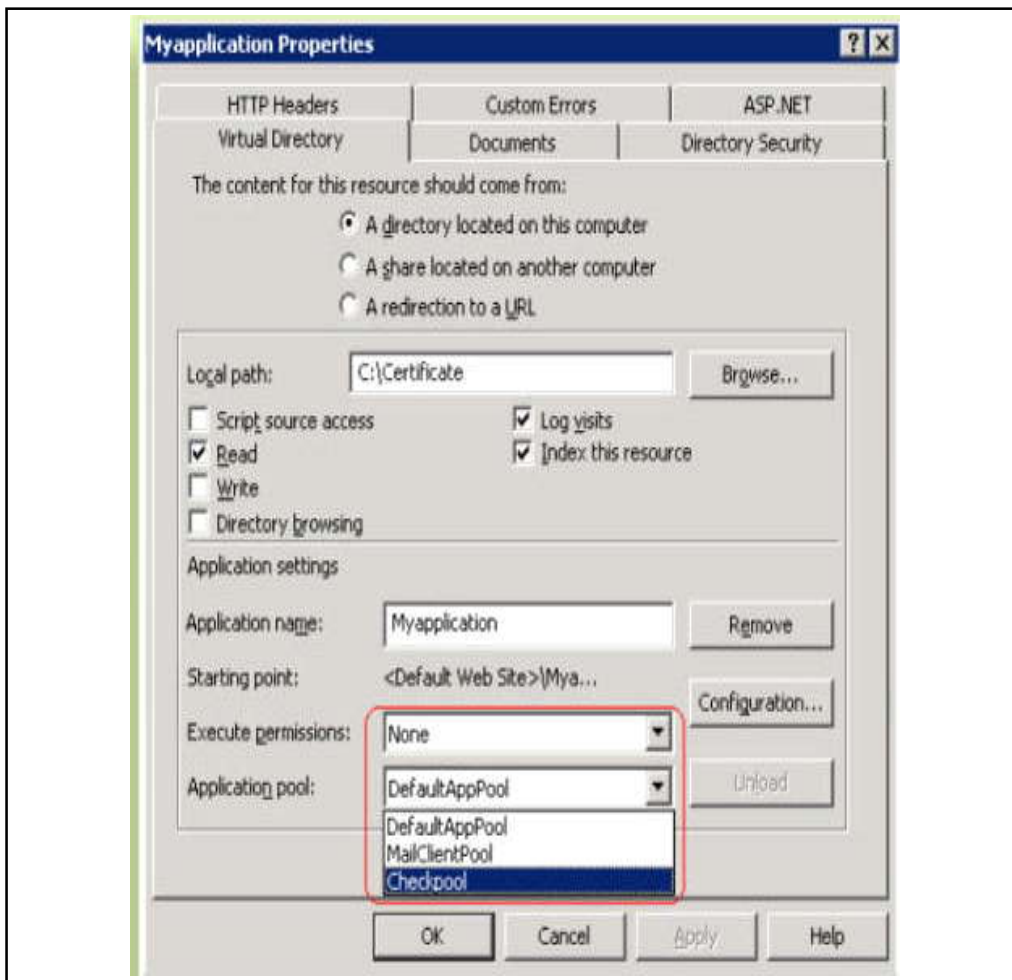 Myapplication Properties
HTTP Headers Custom Errors ASP.NET
Virtual Directory Documents Directory Security
The content for this resource should come from:
A directory located on this computer
A share located on another computer
A redirection to a URL
Local path: C:\Certificate Browse...
Script source access Log visits
Read Index this resource
Write
Directory browsing
Application settings
Application name: Myapplication Remove
Starting point: <Default Web Site>\Mya...
Configuration...
Execute permissions: None
Application pool: DefaultAppPool Unload
DefaultAppPool
MailClientPool
Checkpool
OK Cancel Apply Help